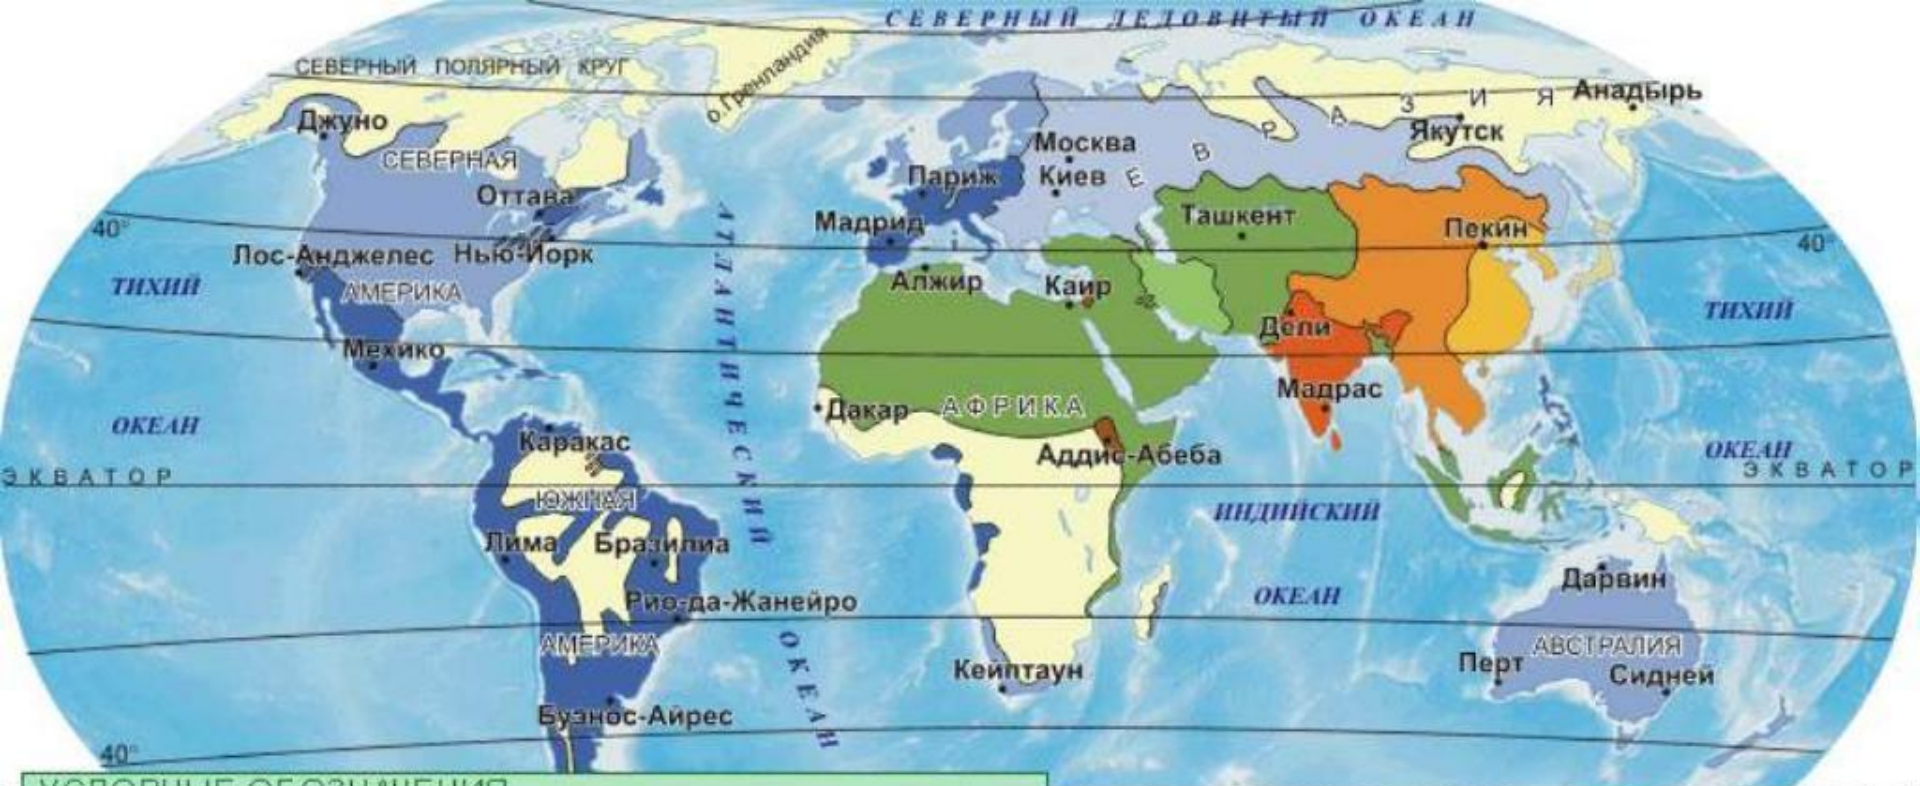 СЕВЕРНЫЙ ЛЕДОВИТЫЙ ОКЕАН
СЕВЕРНЫЙ ПОЛЯРНЫЙ КРУГ
о.Гренландия
Анадырь
Джуно
ЕВРАЗИЯ
Якутск
Москва
СЕВЕРНАЯ
Париж
Киев
Оттава
Ташкент
Мадрид
Пекин
40°
40°
Лос-Анджелес
Нью-Йорк
ТИХИЙ
АМЕРИКА
Алжир
Каир
ТИХИЙ
Дели
Мехико
АТЛАНТИЧЕСКИЙ
Мадрас
Дакар
АФРИКА
ОКЕАН
Каракас
Аддис-Абеба
ОКЕАН
ЭКВАТОР
ЭКВАТОР
ЮЖНАЯ
ИНДИЙСКИЙ
Лима
Бразилиа
Дарвин
Рио-да-Жанейро
ОКЕАН
АМЕРИКА
АВСТРАЛИЯ
Кейптаун
Перт
Сидней
ОКЕАН
Буэнос-Айрес
40°
УСЛОВНЫЕ ОБОЗНАЧЕНИЯ